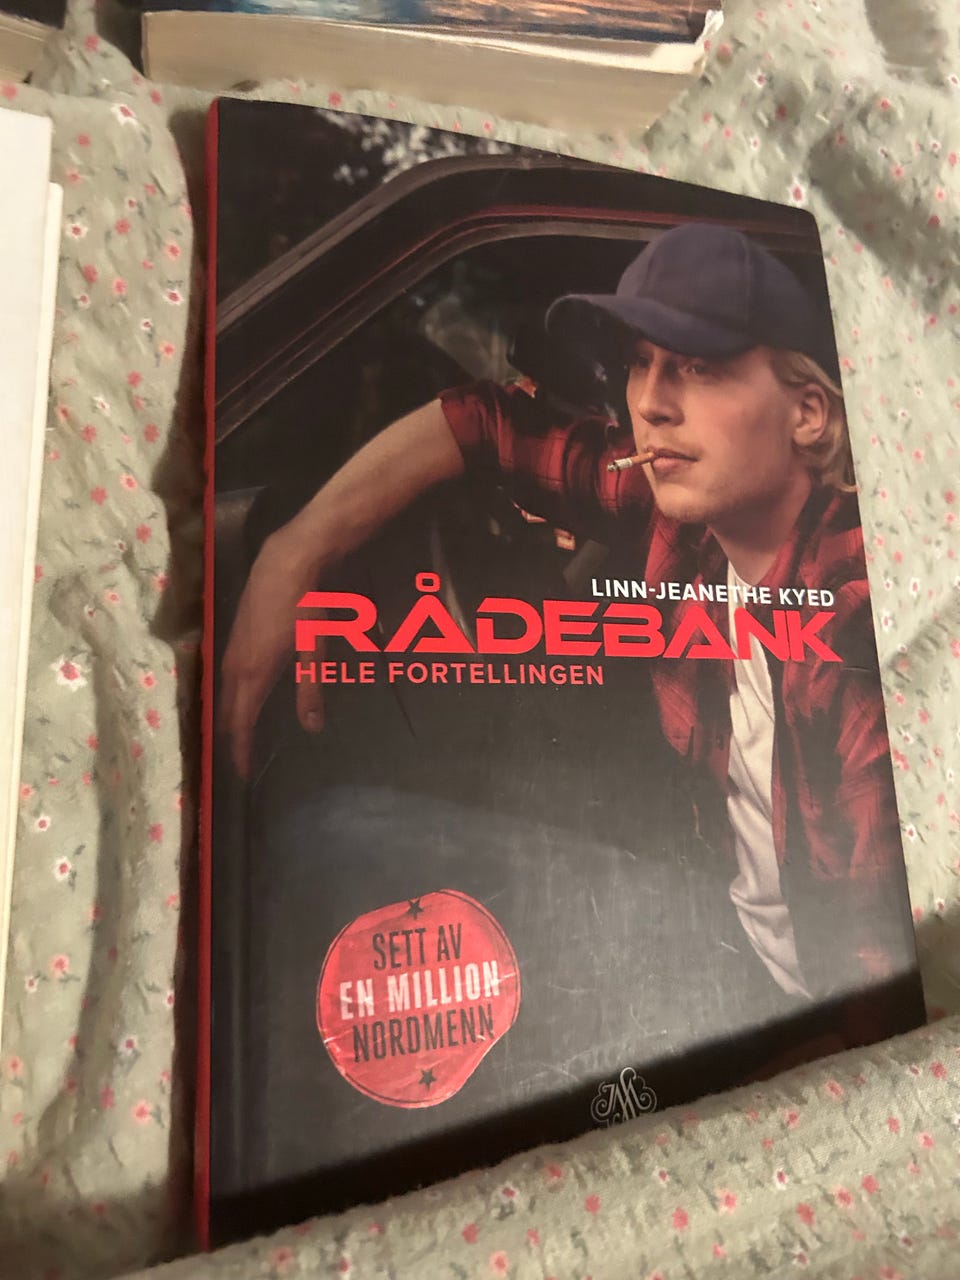 LINN-JEANETHE KYED
RÅDEBANK
HELE FORTELLINGEN
SETT AV
EN MILLION
NORDMENN